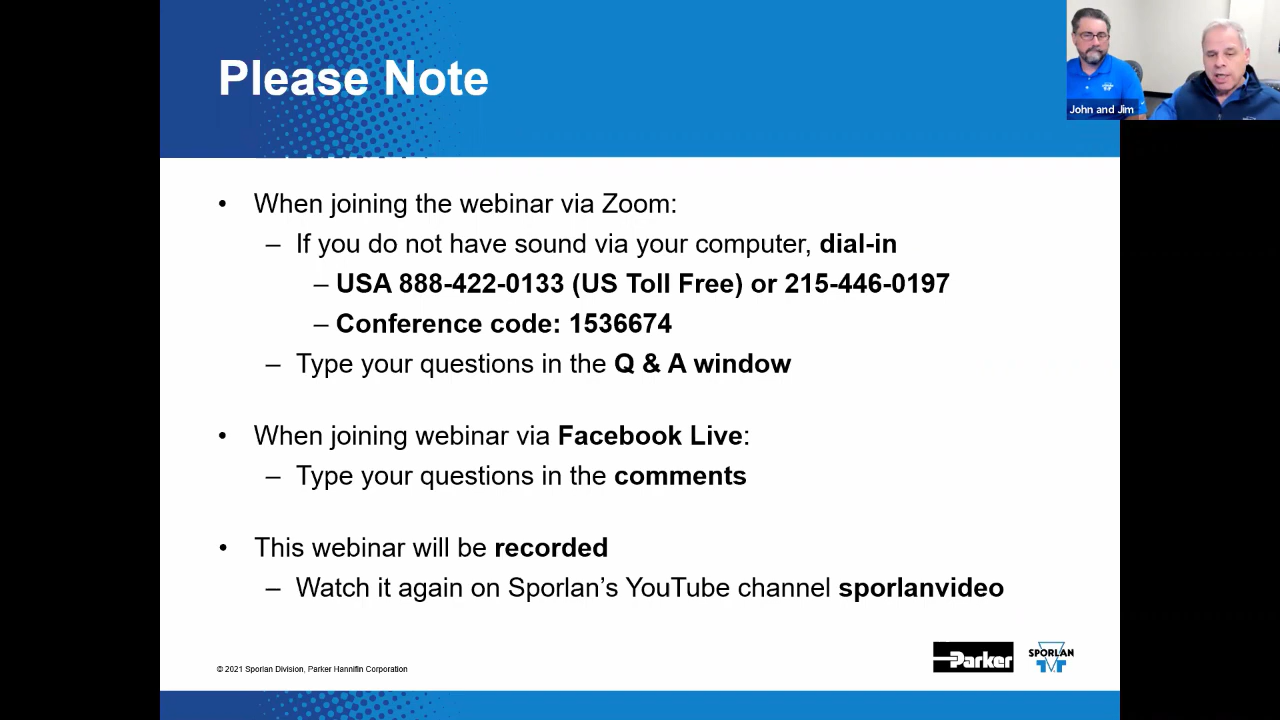 Please Note
John and Jim
• When joining the webinar via Zoom:
– If you do not have sound via your computer, dial-in
– USA 888-422-0133 (US Toll Free) or 215-446-0197
– Conference code: 1536674
– Type your questions in the Q & A window
• When joining webinar via Facebook Live:
– Type your questions in the comments
• This webinar will be recorded
– Watch it again on Sporlan’s YouTube channel sporlanvideo
© 2021 Sporlan Division, Parker Hannifin Corporation
Parker
SPORLAN